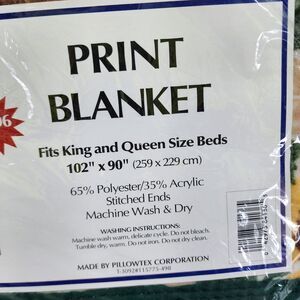 96
PRINT
BLANKET
Fits King and Queen Size Beds
102" x 90" (259 x 229 cm)
65% Polyester/35% Acrylic
Stitched Ends
Machine Wash & Dry
WASHING INSTRUCTIONS:
Machine wash warm, delicate cycle. Do not bleach.
Tumble dry, warm. Do not iron. Do not dry clean.
MADE BY PILLOWTEX CORPORATION